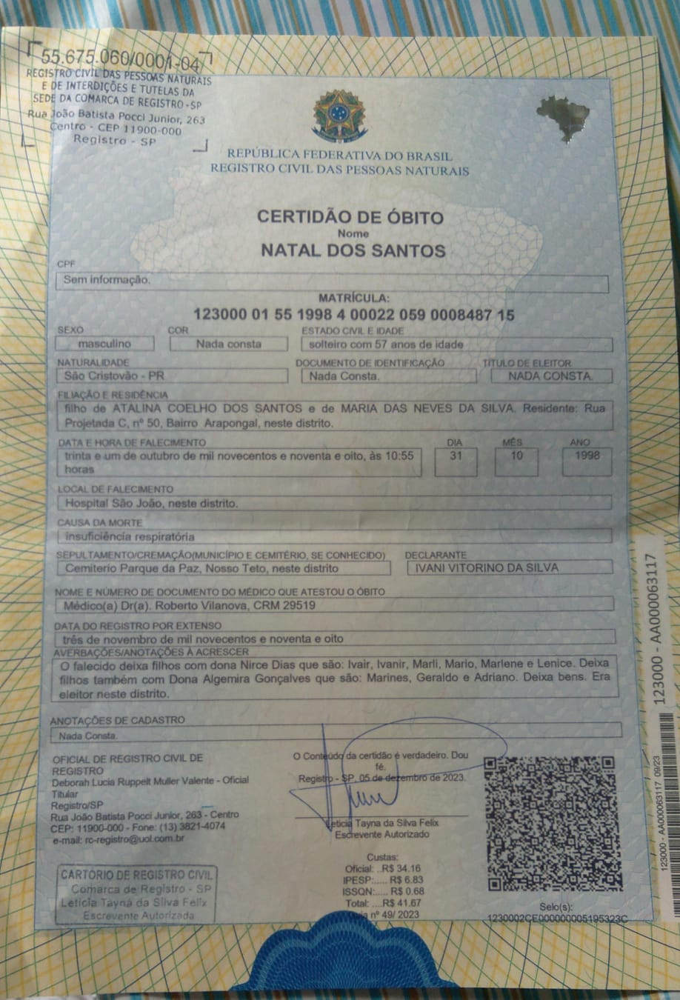 55.675.060/0001-04
REGISTRO CIVIL DAS PESSOAS NATURAIS
E DE INTERDIÇÕES E TUTELAS DA
SEDE DA COMARCA DE REGISTRO - SP
Rua João Batista Pocci Junior, 263
Centro - CEP 11900-000
Registro - SP
REPÚBLICA FEDERATIVA DO BRASIL
REGISTRO CIVIL DAS PESSOAS NATURAIS
CERTIDÃO DE ÓBITO
Nome
NATAL DOS SANTOS
CPF
Sem informação.
MATRÍCULA:
123000 01 55 1998 4 00022 059 0008487 15
SEXO COR ESTADO CIVIL E IDADE
masculino Nada consta solteiro com 57 anos de idade
NATURALIDADE DOCUMENTO DE IDENTIFICAÇÃO TÍTULO DE ELEITOR
São Cristovão - PR Nada Consta. NADA CONSTA.
FILIAÇÃO E RESIDÊNCIA
filho de ATALINA COELHO DOS SANTOS e de MARIA DAS NEVES DA SILVA. Residente: Rua
Projetada C, nº 50, Bairro Arapongal, neste distrito.
DATA E HORA DE FALECIMENTO DIA MÊS ANO
trinta e um de outubro de mil novecentos e noventa e oito, às 10:55
horas
31 10 1998
LOCAL DE FALECIMENTO
Hospital São João, neste distrito.
CAUSA DA MORTE
insuficiência respiratória
SEPULTAMENTO/CREMAÇÃO(MUNICÍPIO E CEMITÉRIO, SE CONHECIDO) DECLARANTE
Cemiterio Parque da Paz, Nosso Teto, neste distrito IVANI VITORINO DA SILVA
NOME E NÚMERO DE DOCUMENTO DO MÉDICO QUE ATESTOU O ÓBITO
Médico(a) Dr(a). Roberto Vilanova, CRM 29519
DATA DO REGISTRO POR EXTENSO
três de novembro de mil novecentos e noventa e oito
AVERBAÇÕES/ANOTAÇÕES À ACRESCER
O falecido deixa filhos com dona Nirce Dias que são: Ivair, Ivanir, Marli, Mario, Marlene e Lenice. Deixa
filhos também com Dona Algemira Gonçalves que são: Marines, Geraldo e Adriano. Deixa bens. Era
eleitor neste distrito.
ANOTAÇÕES DE CADASTRO
Nada Consta.
OFICIAL DE REGISTRO CIVIL DE
REGISTRO
Deborah Lucia Ruppelt Muller Valente - Oficial
Titular
Registro/SP
Rua João Batista Pocci Junior, 263 - Centro
CEP: 11900-000 - Fone: (13) 3821-4074
e-mail: rc-registro@uol.com.br
O Conteúdo da certidão é verdadeiro. Dou
fé.
Registro - SP, 05 de dezembro de 2023.
Leticia Tayna da Silva Felix
Escrevente Autorizado
Custas:
Oficial: ..R$ 34.16
IPESP:..... R$ 6.83
ISSQN:..... R$ 0.68
Total: ....R$ 41.67
nº 49/ 2023
CARTÓRIO DE REGISTRO CIVIL
Comarca de Registro - SP
Leticia Tayna da Silva Felix
Escrevente Autorizada
Selo(s):
1230002CE000000005195323C
123000 - AA000063117
123000 - AA000063117 09/23